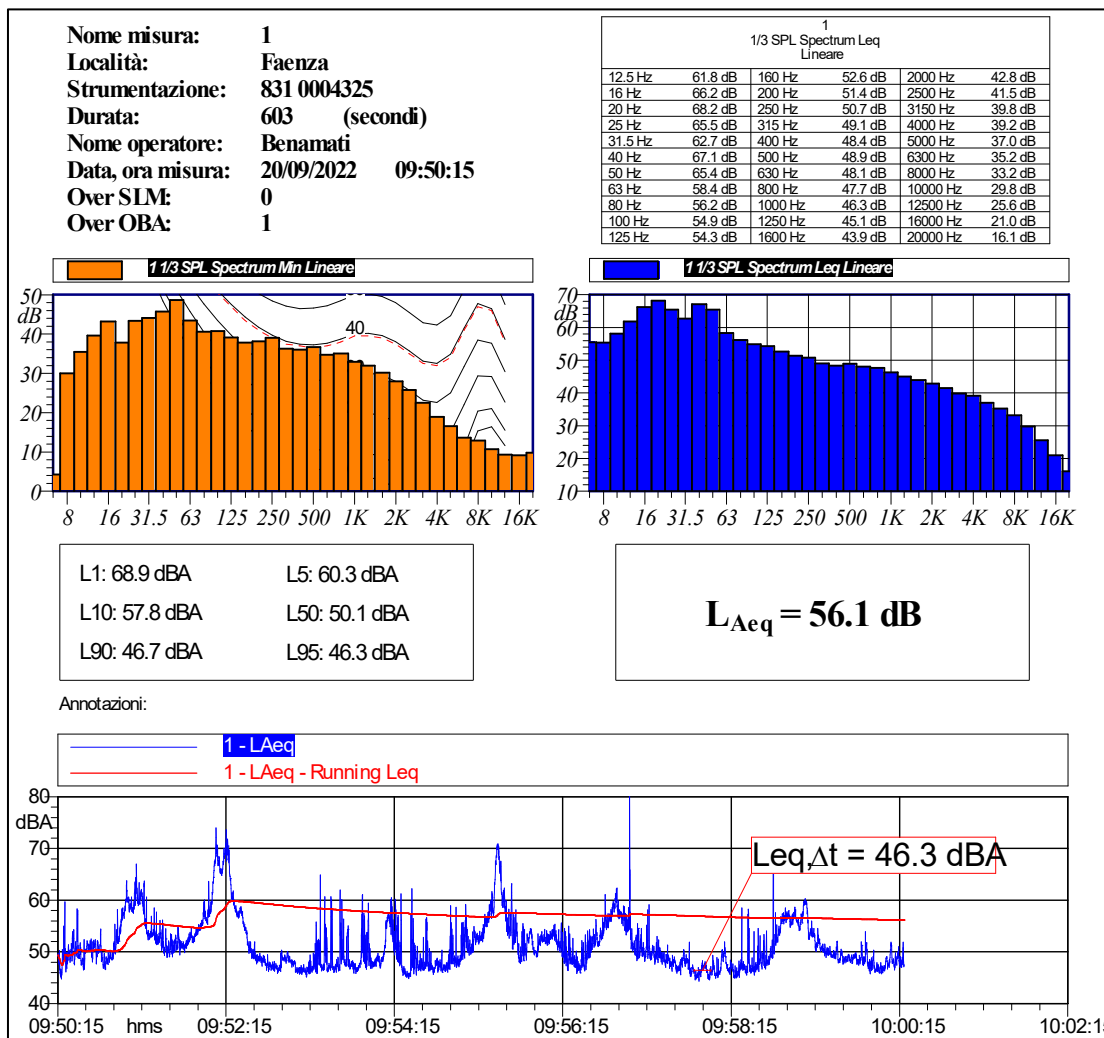 Nome misura: 1
Località: Faenza
Strumentazione: 831 0004325
Durata: 603 (secondi)
Nome operatore: Benamati
Data, ora misura: 20/09/2022 09:50:15
Over SLM: 0
Over OBA: 1
1
1/3 SPL Spectrum Leq
Lineare
12.5 Hz 61.8 dB 160 Hz 52.6 dB 2000 Hz 42.8 dB
16 Hz 66.2 dB 200 Hz 51.4 dB 2500 Hz 41.5 dB
20 Hz 68.2 dB 250 Hz 50.7 dB 3150 Hz 39.8 dB
25 Hz 65.5 dB 315 Hz 49.1 dB 4000 Hz 39.2 dB
31.5 Hz 62.7 dB 400 Hz 48.4 dB 5000 Hz 37.0 dB
40 Hz 67.1 dB 500 Hz 48.9 dB 6300 Hz 35.2 dB
50 Hz 65.4 dB 630 Hz 48.1 dB 8000 Hz 33.2 dB
63 Hz 58.4 dB 800 Hz 47.7 dB 10000 Hz 29.8 dB
80 Hz 56.2 dB 1000 Hz 46.3 dB 12500 Hz 25.6 dB
100 Hz 54.9 dB 1250 Hz 45.1 dB 16000 Hz 21.0 dB
125 Hz 54.3 dB 1600 Hz 43.9 dB 20000 Hz 16.1 dB
1 1/3 SPL Spectrum Min Lineare
50
dB
40
30
20
10
0
40
8 16 31.5 63 125 250 500 1K 2K 4K 8K 16K
1 1/3 SPL Spectrum Leq Lineare
70
dB
60
50
40
30
20
10
8 16 31.5 63 125 250 500 1K 2K 4K 8K 16K
L1: 68.9 dBA L5: 60.3 dBA
L10: 57.8 dBA L50: 50.1 dBA
L90: 46.7 dBA L95: 46.3 dBA
LAeq = 56.1 dB
Annotazioni:
1 - LAeq
1 - LAeq - Running Leq
80
dBA
70
60
50
40
Leq,Δt = 46.3 dBA
09:50:15 hms 09:52:15 09:54:15 09:56:15 09:58:15 10:00:15 10:02:15